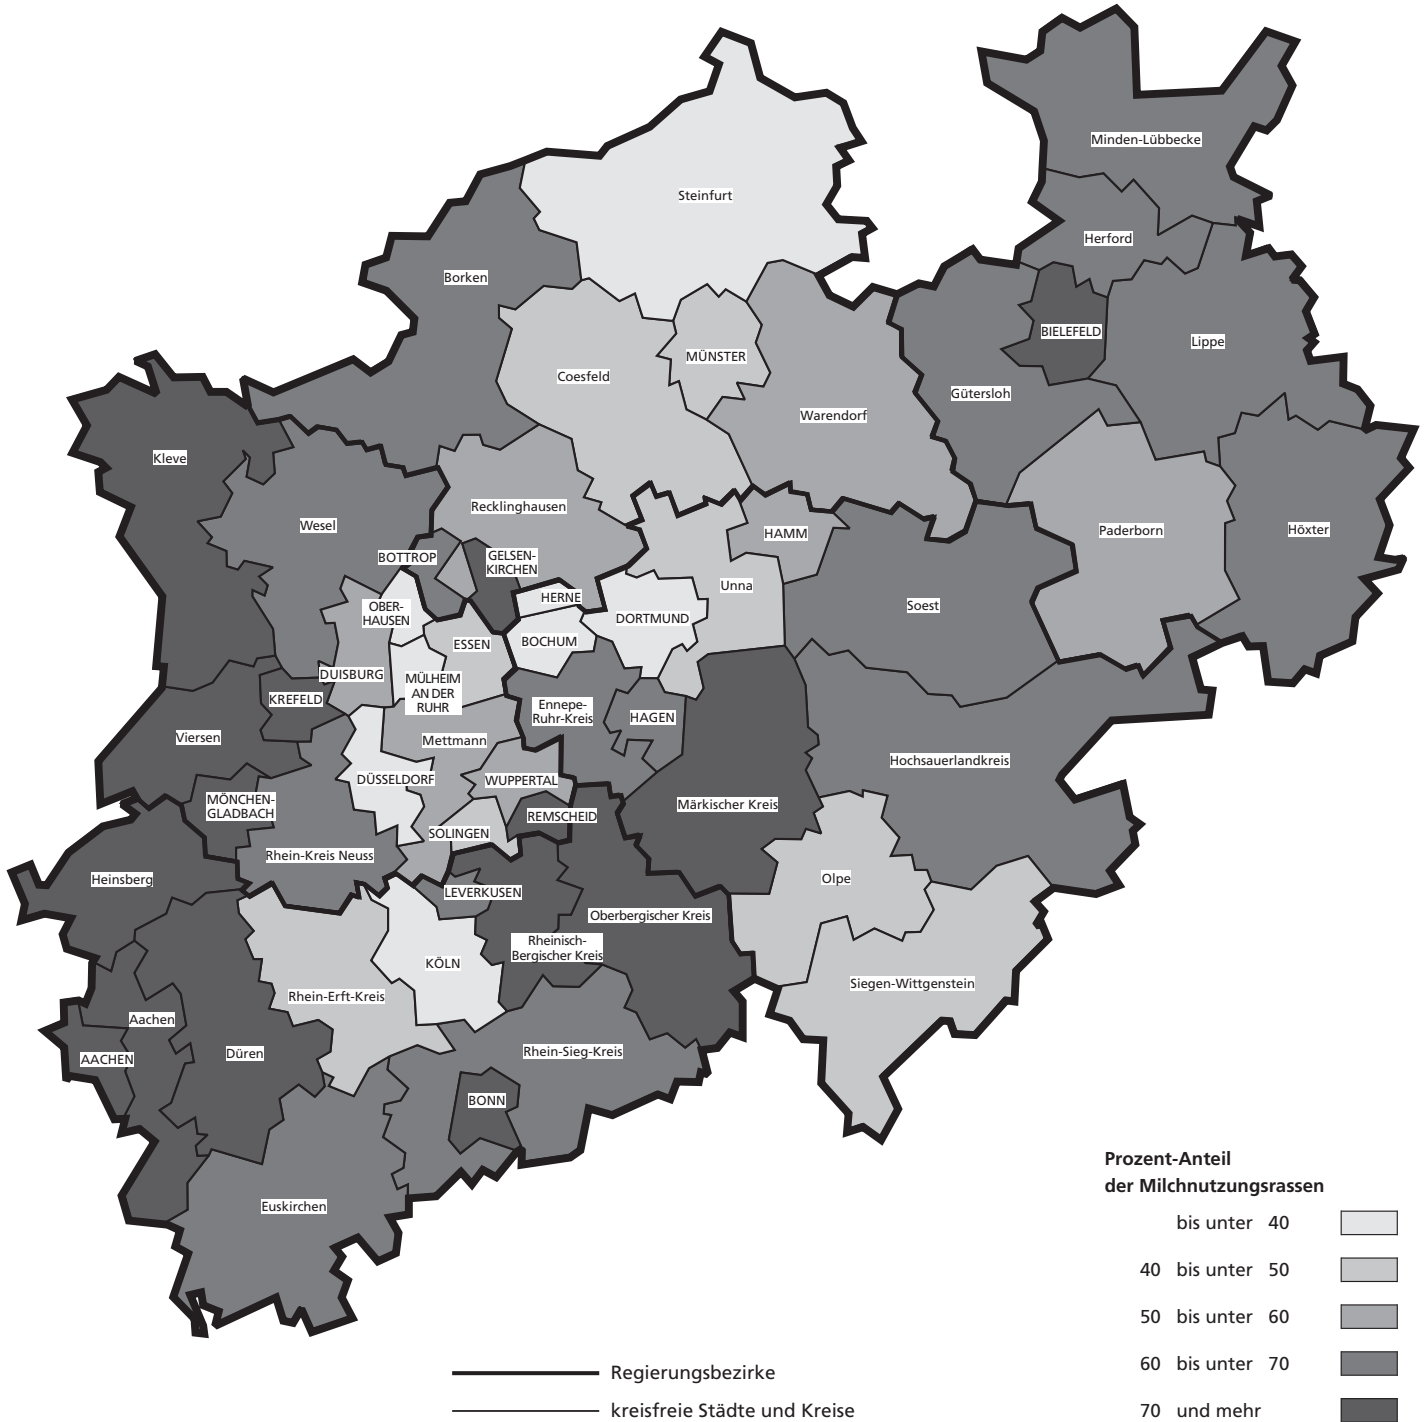 Minden-Lübbecke
Steinfurt
Herford
Borken
BIELEFELD
Lippe
MÜNSTER
Coesfeld
Gütersloh
Warendorf
Kleve
Recklinghausen
Wesel
HAMM
Paderborn
Höxter
BOTTROP
GELSEN-
KIRCHEN
Unna
HERNE
Soest
OBER-
HAUSEN
DORTMUND
ESSEN
BOCHUM
DUISBURG
MÜLHEIM
AN DER
RUHR
KREFELD
Ennepe-
Ruhr-Kreis
HAGEN
Viersen
Mettmann
Hochsauerlandkreis
DÜSSELDORF
WUPPERTAL
MÖNCHEN-
GLADBACH
Märkischer Kreis
REMSCHEID
SOLINGEN
Rhein-Kreis Neuss
Heinsberg
Olpe
LEVERKUSEN
Oberbergischer Kreis
Rheinisch-
Bergischer Kreis
KÖLN
Siegen-Wittgenstein
Rhein-Erft-Kreis
Aachen
Düren
Rhein-Sieg-Kreis
AACHEN
BONN
Euskirchen
Prozent-Anteil
der Milchnutzungsrassen
bis unter 40
40 bis unter 50
50 bis unter 60
60 bis unter 70
70 und mehr
Regierungsbezirke
kreisfreie Städte und Kreise